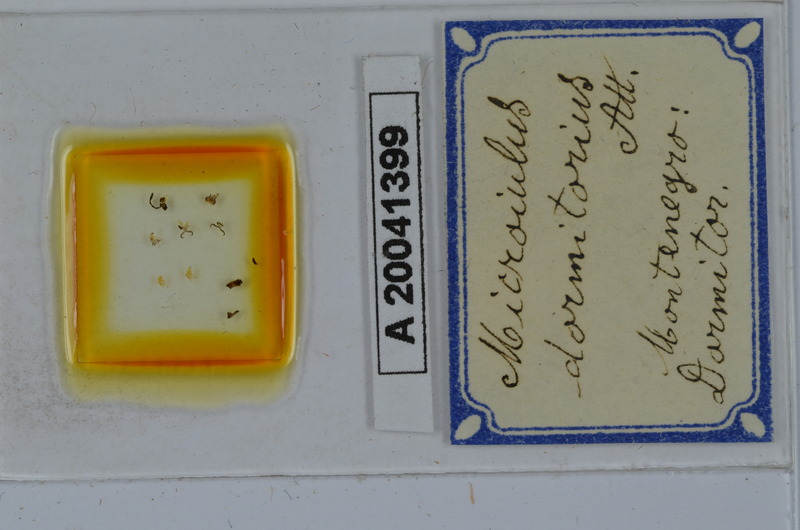 A 20041399
Microiulus
dormitorius
Att.
Montenegro:
Dormitor.